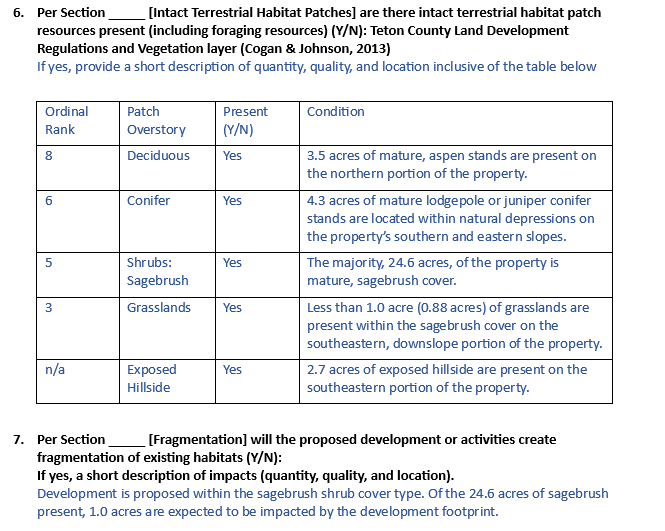 6. Per Section _____ [Intact Terrestrial Habitat Patches] are there intact terrestrial habitat patch
resources present (including foraging resources) (Y/N): Teton County Land Development
Regulations and Vegetation layer (Cogan & Johnson, 2013)
If yes, provide a short description of quantity, quality, and location inclusive of the table below
Ordinal Rank
Patch Overstory
Present (Y/N)
Condition
8
Deciduous
Yes
3.5 acres of mature, aspen stands are present on
the northern portion of the property.
6
Conifer
Yes
4.3 acres of mature lodgepole or juniper conifer
stands are located within natural depressions on
the property's southern and eastern slopes.
5
Shrubs:
Sagebrush
Yes
The majority, 24.6 acres, of the property is
mature, sagebrush cover.
3
Grasslands
Yes
Less than 1.0 acre (0.88 acres) of grasslands are
present within the sagebrush cover on the
southeastern, downslope portion of the property.
n/a
Exposed
Hillside
Yes
2.7 acres of exposed hillside are present on the
southeastern portion of the property.
7. Per Section _____ [Fragmentation] will the proposed development or activities create
fragmentation of existing habitats (Y/N):
If yes, a short description of impacts (quantity, quality, and location).
Development is proposed within the sagebrush shrub cover type. Of the 24.6 acres of sagebrush
present, 1.0 acres are expected to be impacted by the development footprint.